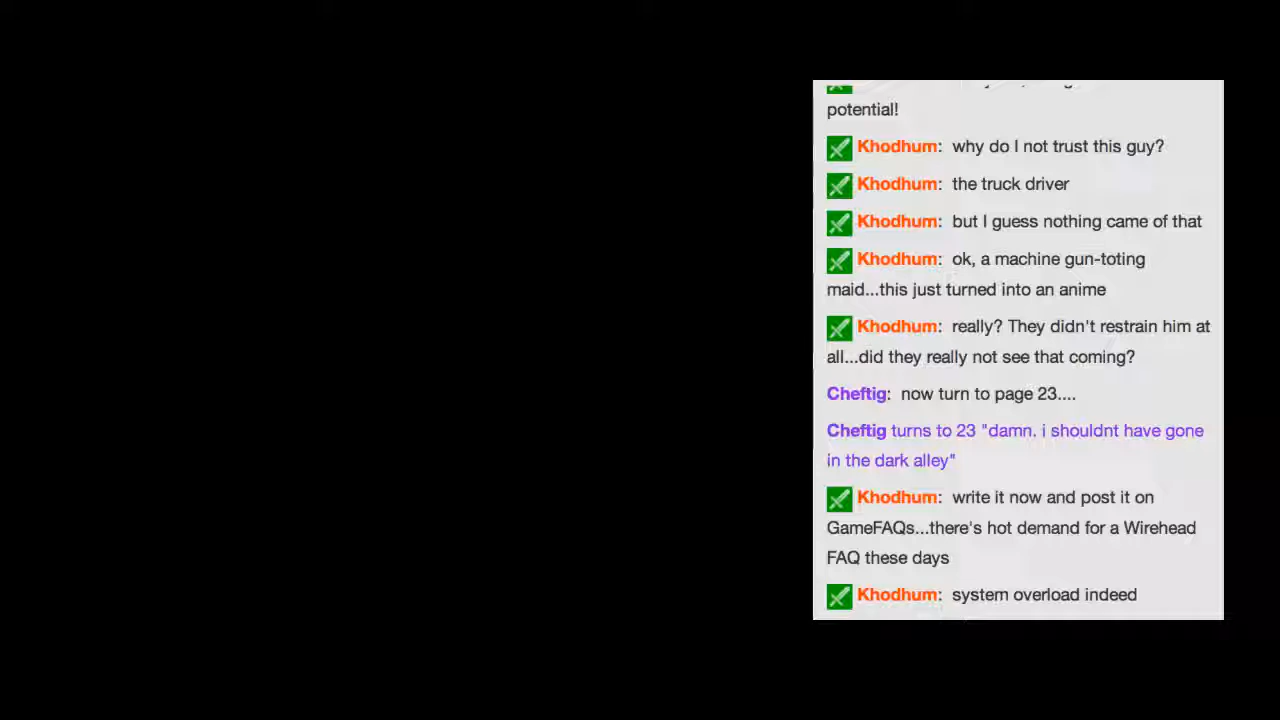 potential!
Khodhum: why do I not trust this guy?
Khodhum: the truck driver
Khodhum: but I guess nothing came of that
Khodhum: ok, a machine gun-toting
maid...this just turned into an anime
Khodhum: really? They didn't restrain him at
all...did they really not see that coming?
Cheftig: now turn to page 23....
Cheftig turns to 23 "damn. i shouldnt have gone
in the dark alley"
Khodhum: write it now and post it on
GameFAQs...there's hot demand for a Wirehead
FAQ these days
Khodhum: system overload indeed